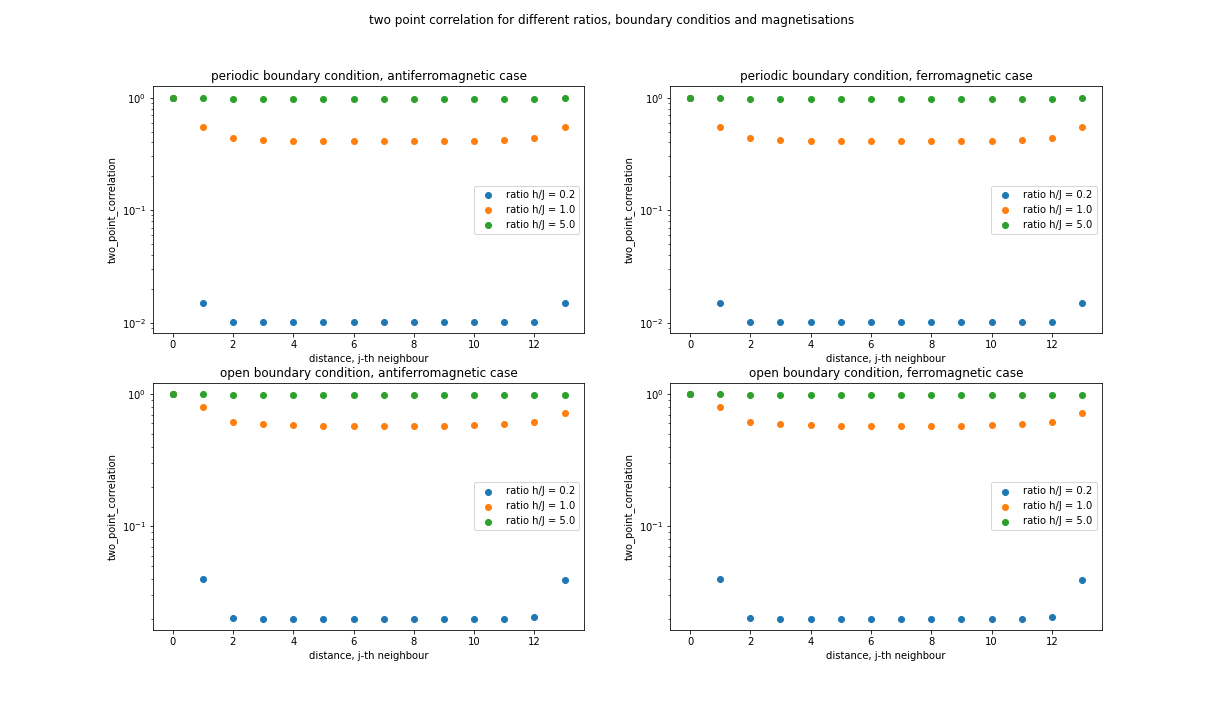 two point correlation for different ratios, boundary conditios and magnetisations
periodic boundary condition, antiferromagnetic case
10^0
10^-1
10^-2
two_point_correlation
ratio h/J = 0.2
ratio h/J = 1.0
ratio h/J = 5.0
0 2 4 6 8 10 12
distance, j-th neighbour
periodic boundary condition, ferromagnetic case
10^0
10^-1
10^-2
two_point_correlation
ratio h/J = 0.2
ratio h/J = 1.0
ratio h/J = 5.0
0 2 4 6 8 10 12
distance, j-th neighbour
open boundary condition, antiferromagnetic case
10^0
10^-1
two_point_correlation
ratio h/J = 0.2
ratio h/J = 1.0
ratio h/J = 5.0
0 2 4 6 8 10 12
distance, j-th neighbour
open boundary condition, ferromagnetic case
10^0
10^-1
two_point_correlation
ratio h/J = 0.2
ratio h/J = 1.0
ratio h/J = 5.0
0 2 4 6 8 10 12
distance, j-th neighbour